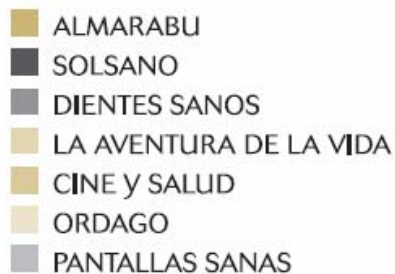 ALMARABU
SOLSANO
DIENTES SANOS
LA AVENTURA DE LA VIDA
CINE Y SALUD
ORDAGO
PANTALLAS SANAS